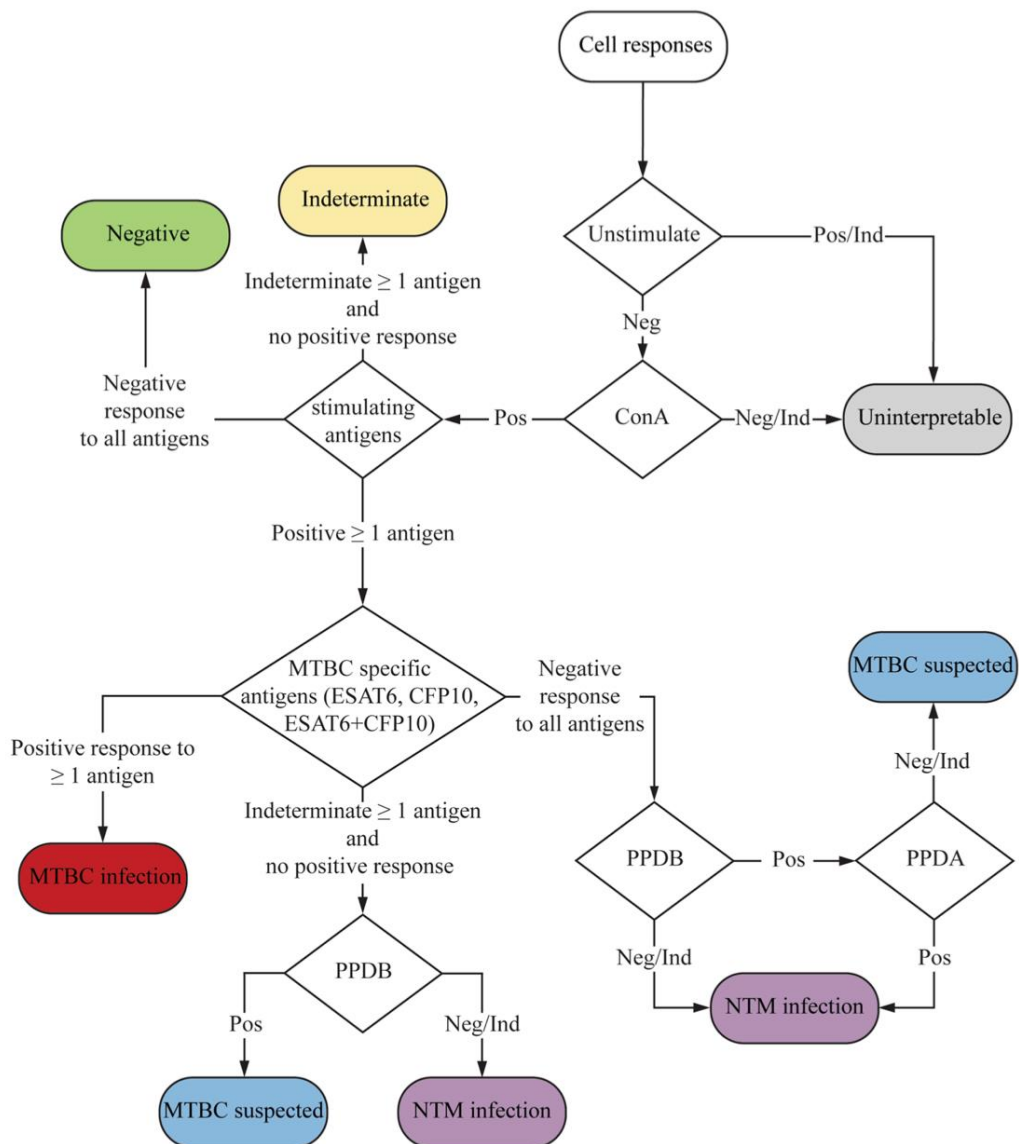 Cell responses
Indeterminate
Negative
Unstimulate
Pos/Ind
Indeterminate ≥ 1 antigen
and
no positive response
Neg
Negative
response
to all antigens
stimulating
antigens
Pos
ConA
Neg/Ind
Uninterpretable
Positive ≥ 1 antigen
MTBC specific
antigens (ESAT6, CFP10,
ESAT6+CFP10)
Negative
response
to all antigens
MTBC suspected
Positive response to
≥ 1 antigen
Neg/Ind
Indeterminate ≥ 1 antigen
and
no positive response
MTBC infection
PPDB
Pos
PPDA
Neg/Ind
Pos
PPDB
NTM infection
Pos
Neg/Ind
MTBC suspected
NTM infection